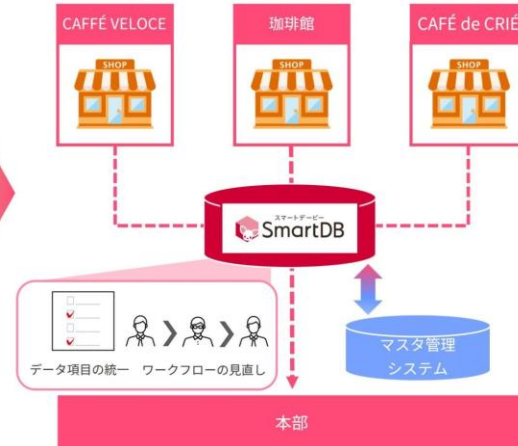 CAFFÉ VELOCE
珈琲館
CAFÉ de CRIÉ
SHOP
SHOP
SHOP
スマートデービー
SmartDB
データ項目の統一
ワークフローの見直し
マスタ管理
システム
本部